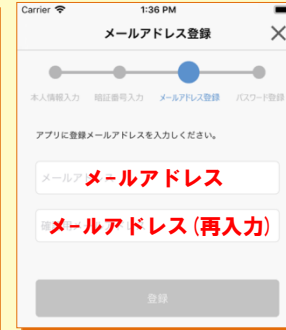 Carrier 1:36 PM
メールアドレス登録
本人情報入力 暗証番号入力 メールアドレス登録 パスワード登録
アプリに登録メールアドレスを入力しください。
メールアドレス
メールアドレス(再入力)
登録